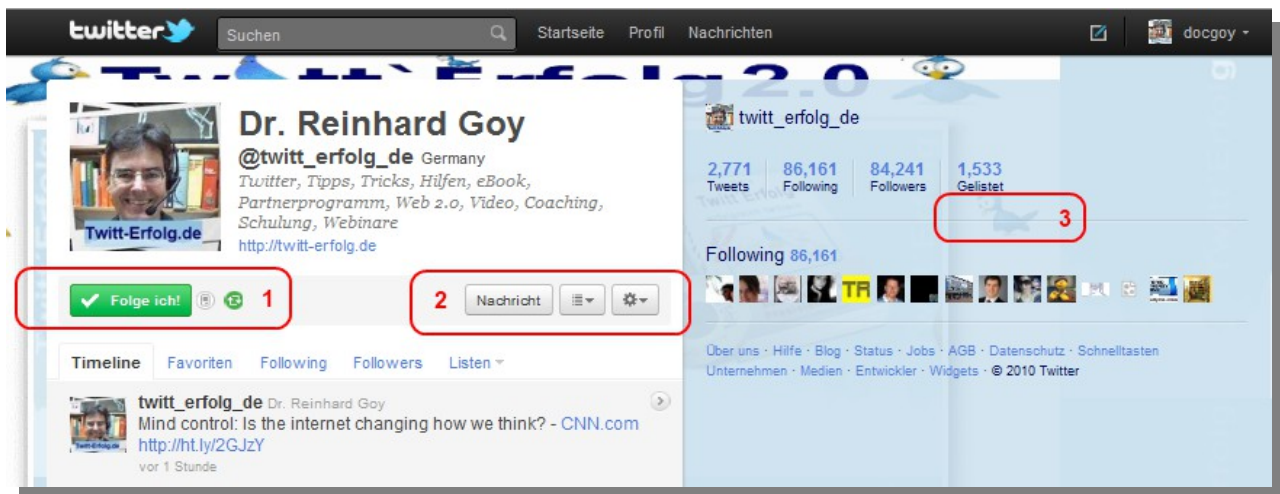 twitter
Suchen
Startseite Profil Nachrichten
docgoy
Twitt`Erfolg 2.0
Twitt-Erfolg.de
Dr. Reinhard Goy
@twitt_erfolg_de Germany
Twitter, Tipps, Tricks, Hilfen, eBook,
Partnerprogramm, Web 2.0, Video, Coaching,
Schulung, Webinare
http://twitt-erfolg.de
Folge ich! 1
2 Nachricht
Timeline Favoriten Following Followers Listen
twitt_erfolg_de Dr. Reinhard Goy
Mind control: Is the internet changing how we think? - CNN.com
http://ht.ly/2GJzY
vor 1 Stunde
twitt_erfolg_de
2,771 86,161 84,241 1,533
Tweets Following Followers Gelistet
3
Following 86,161
TR
Über uns · Hilfe · Blog · Status · Jobs · AGB · Datenschutz · Schnelltasten
Unternehmen · Medien · Entwickler · Widgets · © 2010 Twitter